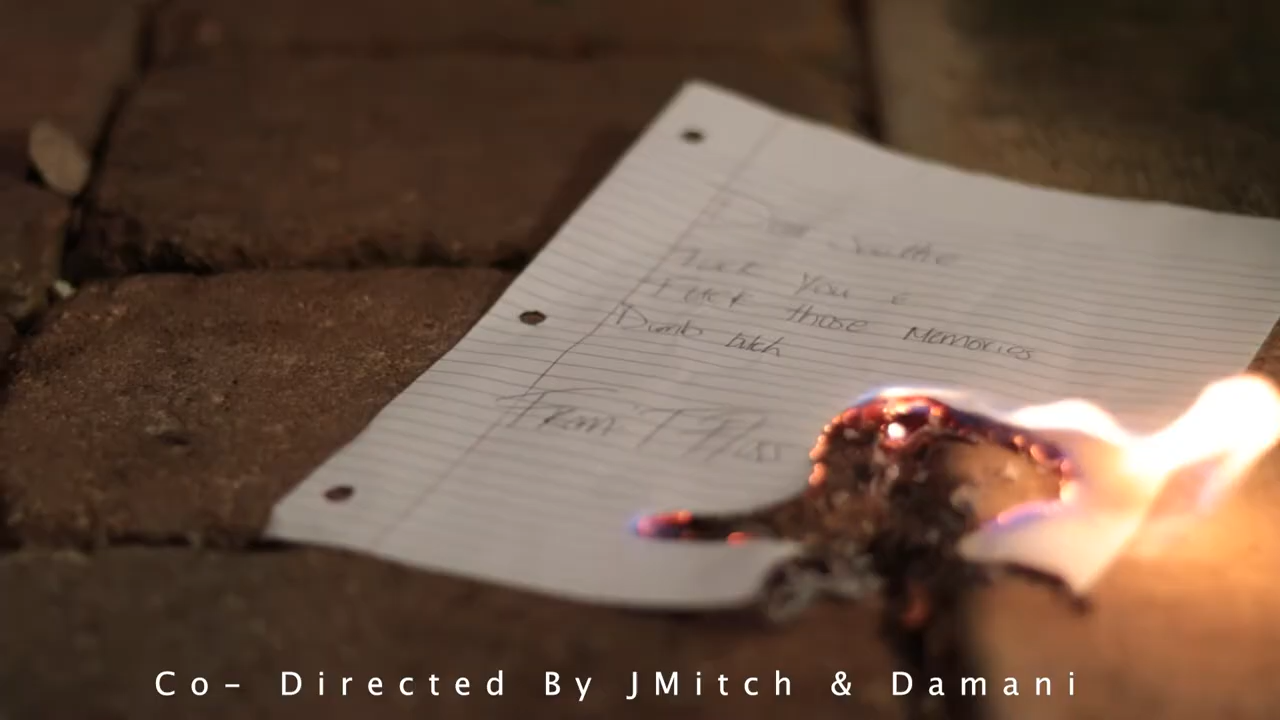 Fuck You &
Fuck those Memories
Dumb bitch
From
Co- Directed By JMitch & Damani